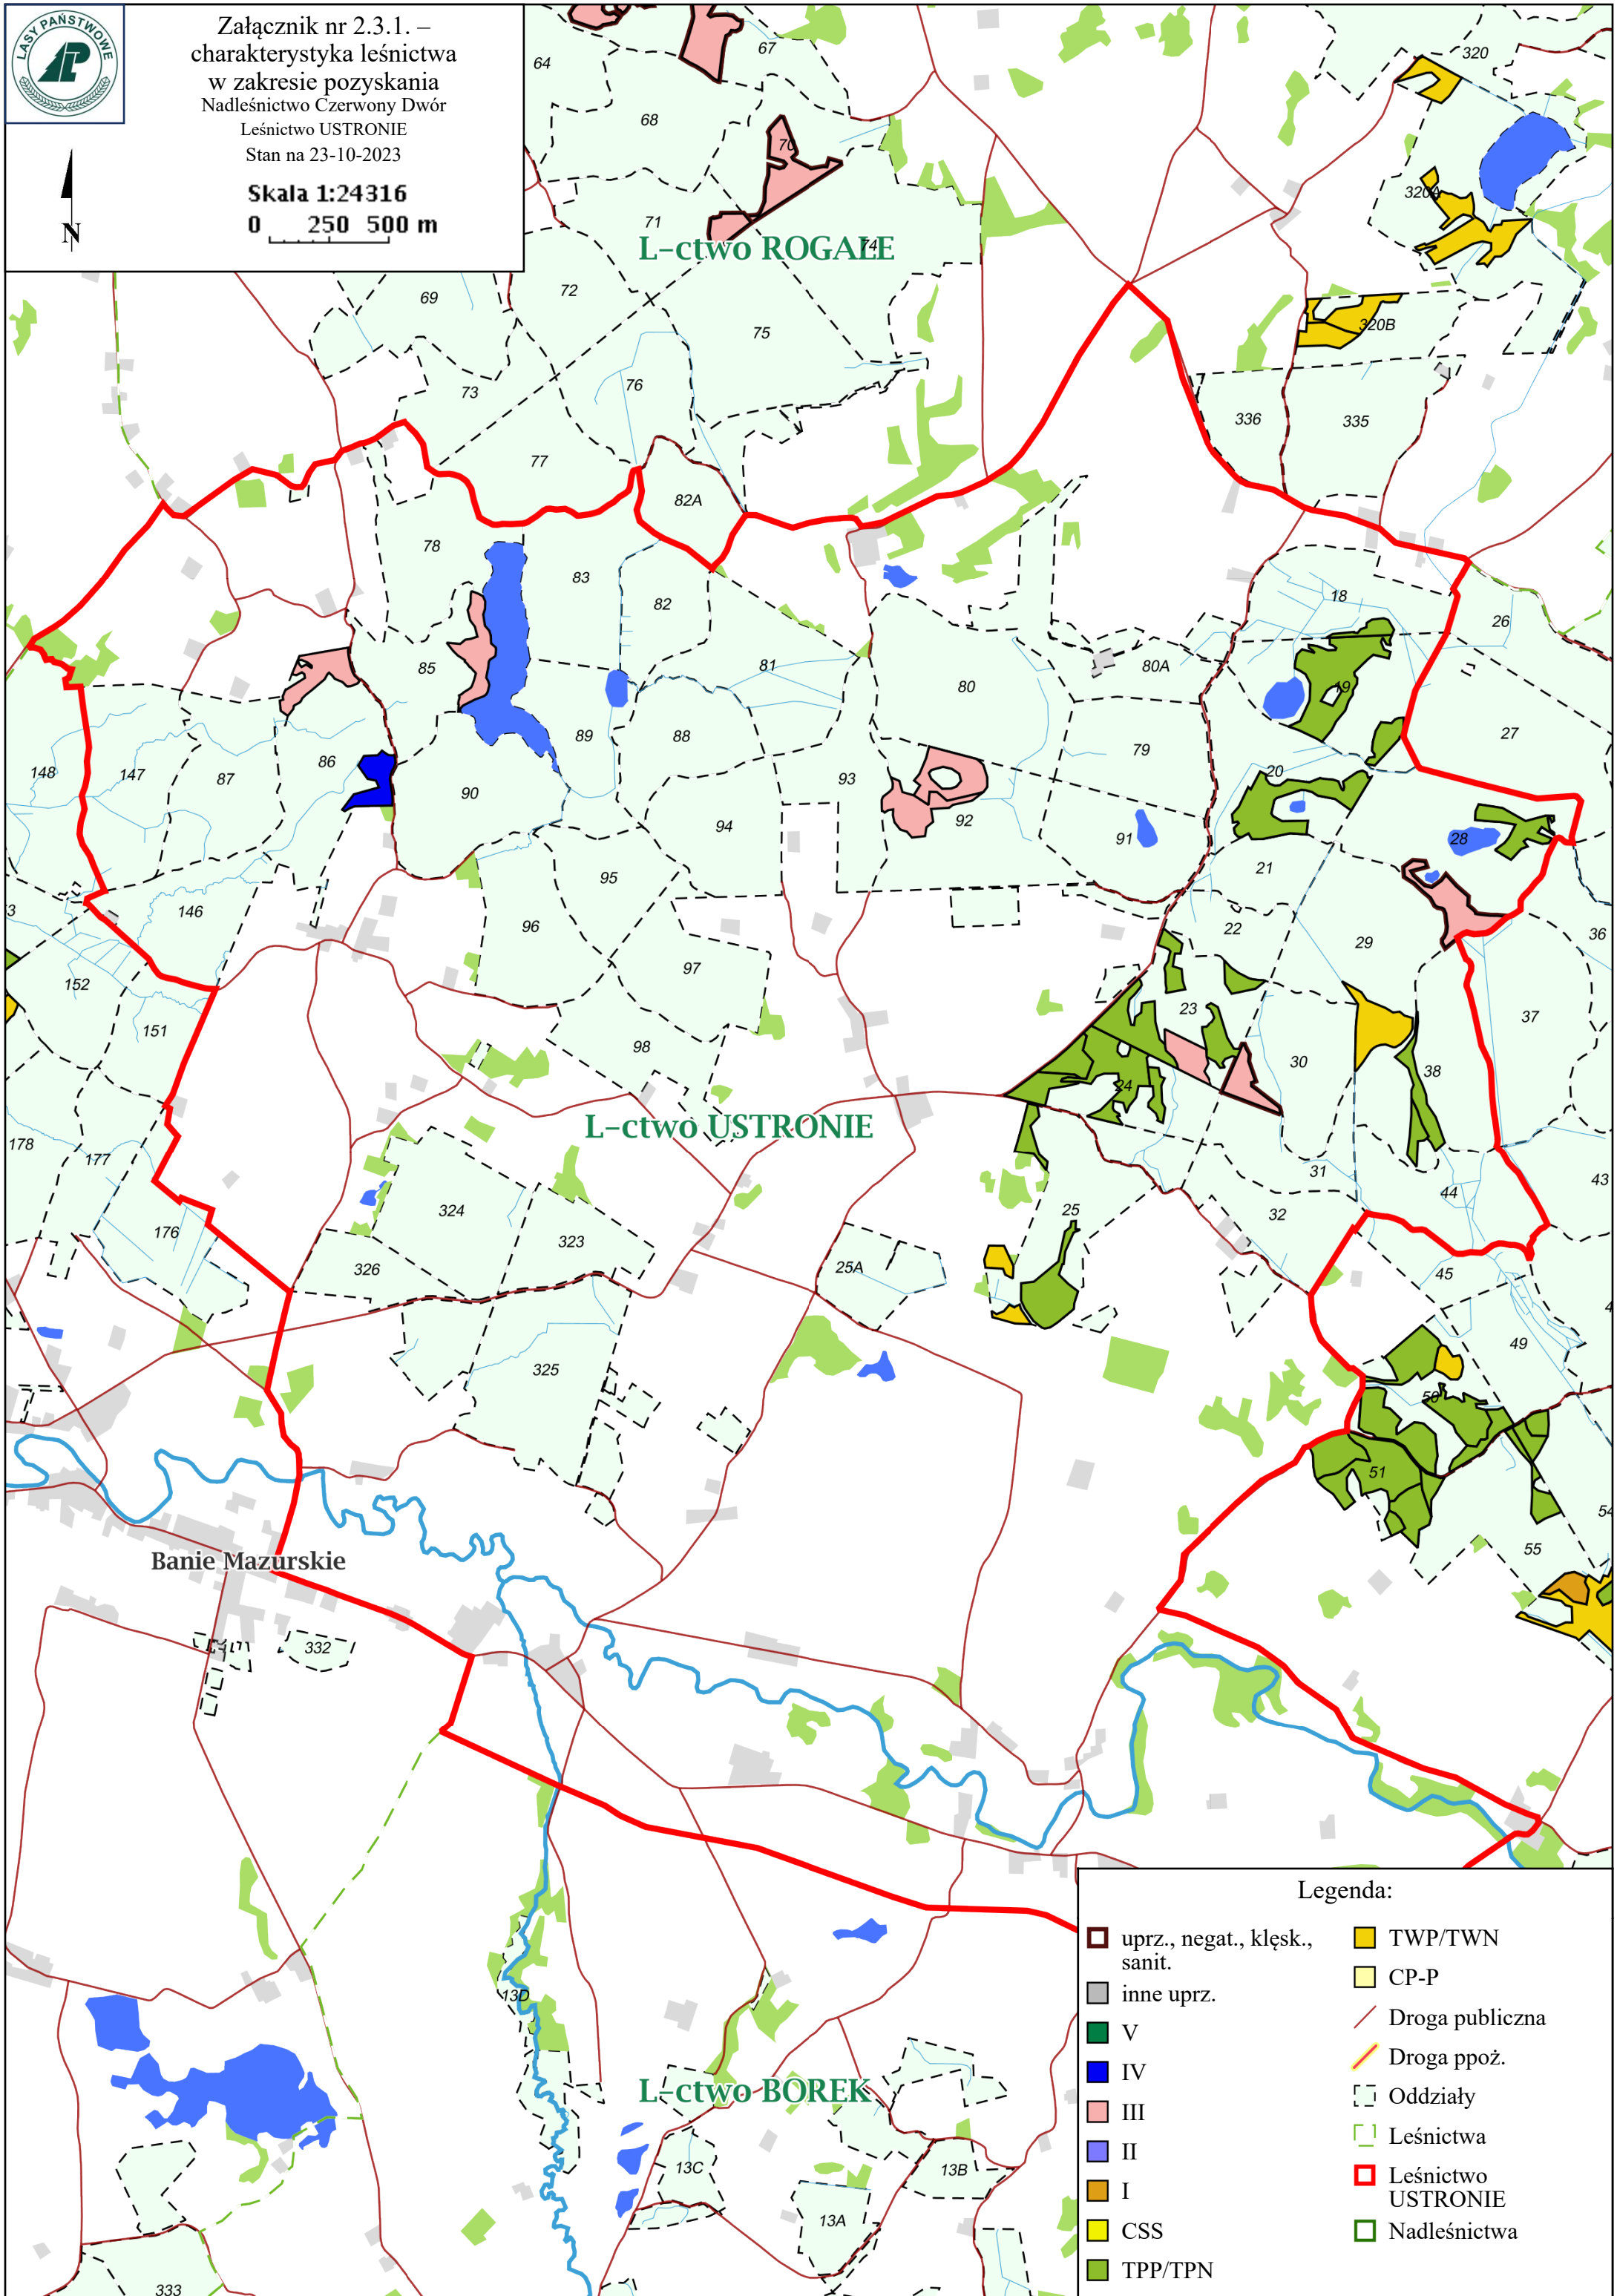 LASY PAŃSTWOWE
Załącznik nr 2.3.1. –
charakterystyka leśnictwa
w zakresie pozyskania
Nadleśnictwo Czerwony Dwór
Leśnictwo USTRONIE
Stan na 23-10-2023
Skala 1:24316
0 250 500 m
N
64
67
320
68
70
320A
71
74
L-ctwo ROGAŁE
69
72
75
320B
73
76
336
335
77
82A
78
83
82
18
26
85
81
80
80A
19
27
148
147
87
86
90
89
88
93
79
20
94
92
91
28
95
21
3
146
96
22
29
36
152
97
151
98
23
30
37
38
24
L-ctwo USTRONIE
178
177
31
43
44
324
25
32
176
323
326
25A
45
4
325
49
50
51
54
55
Banie Mazurskie
332
13D
L-ctwo BOREK
13C
13B
13A
333
Legenda:
uprz., negat., klęsk.,
sanit.
inne uprz.
V
IV
III
II
I
CSS
TPP/TPN
TWP/TWN
CP-P
Droga publiczna
Droga ppoż.
Oddziały
Leśnictwa
Leśnictwo
USTRONIE
Nadleśnictwa